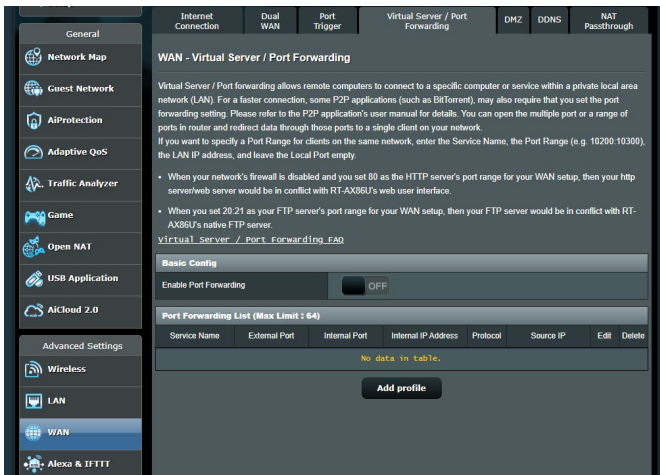 Internet Connection
Dual WAN
Port Trigger
Virtual Server / Port Forwarding
DMZ
DDNS
NAT Passthrough
General
Network Map
Guest Network
AiProtection
Adaptive QoS
Traffic Analyzer
Game
Open NAT
USB Application
AiCloud 2.0
Advanced Settings
Wireless
LAN
WAN
Alexa & IFTTT
WAN - Virtual Server / Port Forwarding
Virtual Server / Port forwarding allows remote computers to connect to a specific computer or service within a private local area
network (LAN). For a faster connection, some P2P applications (such as BitTorrent), may also require that you set the port
forwarding setting. Please refer to the P2P application's user manual for details. You can open the multiple port or a range of
ports in router and redirect data through those ports to a single client on your network.
If you want to specify a Port Range for clients on the same network, enter the Service Name, the Port Range (e.g. 10200:10300),
the LAN IP address, and leave the Local Port empty.
• When your network's firewall is disabled and you set 80 as the HTTP server's port range for your WAN setup, then your http
server/web server would be in conflict with RT-AX86U's web user interface.
• When you set 20:21 as your FTP server's port range for your WAN setup, then your FTP server would be in conflict with RT-
AX86U's native FTP server.
Virtual Server / Port Forwarding FAQ
Basic Config
Enable Port Forwarding
OFF
Port Forwarding List (Max Limit : 64)
Service Name External Port Internal Port Internal IP Address Protocol Source IP Edit Delete
No data in table.
Add profile